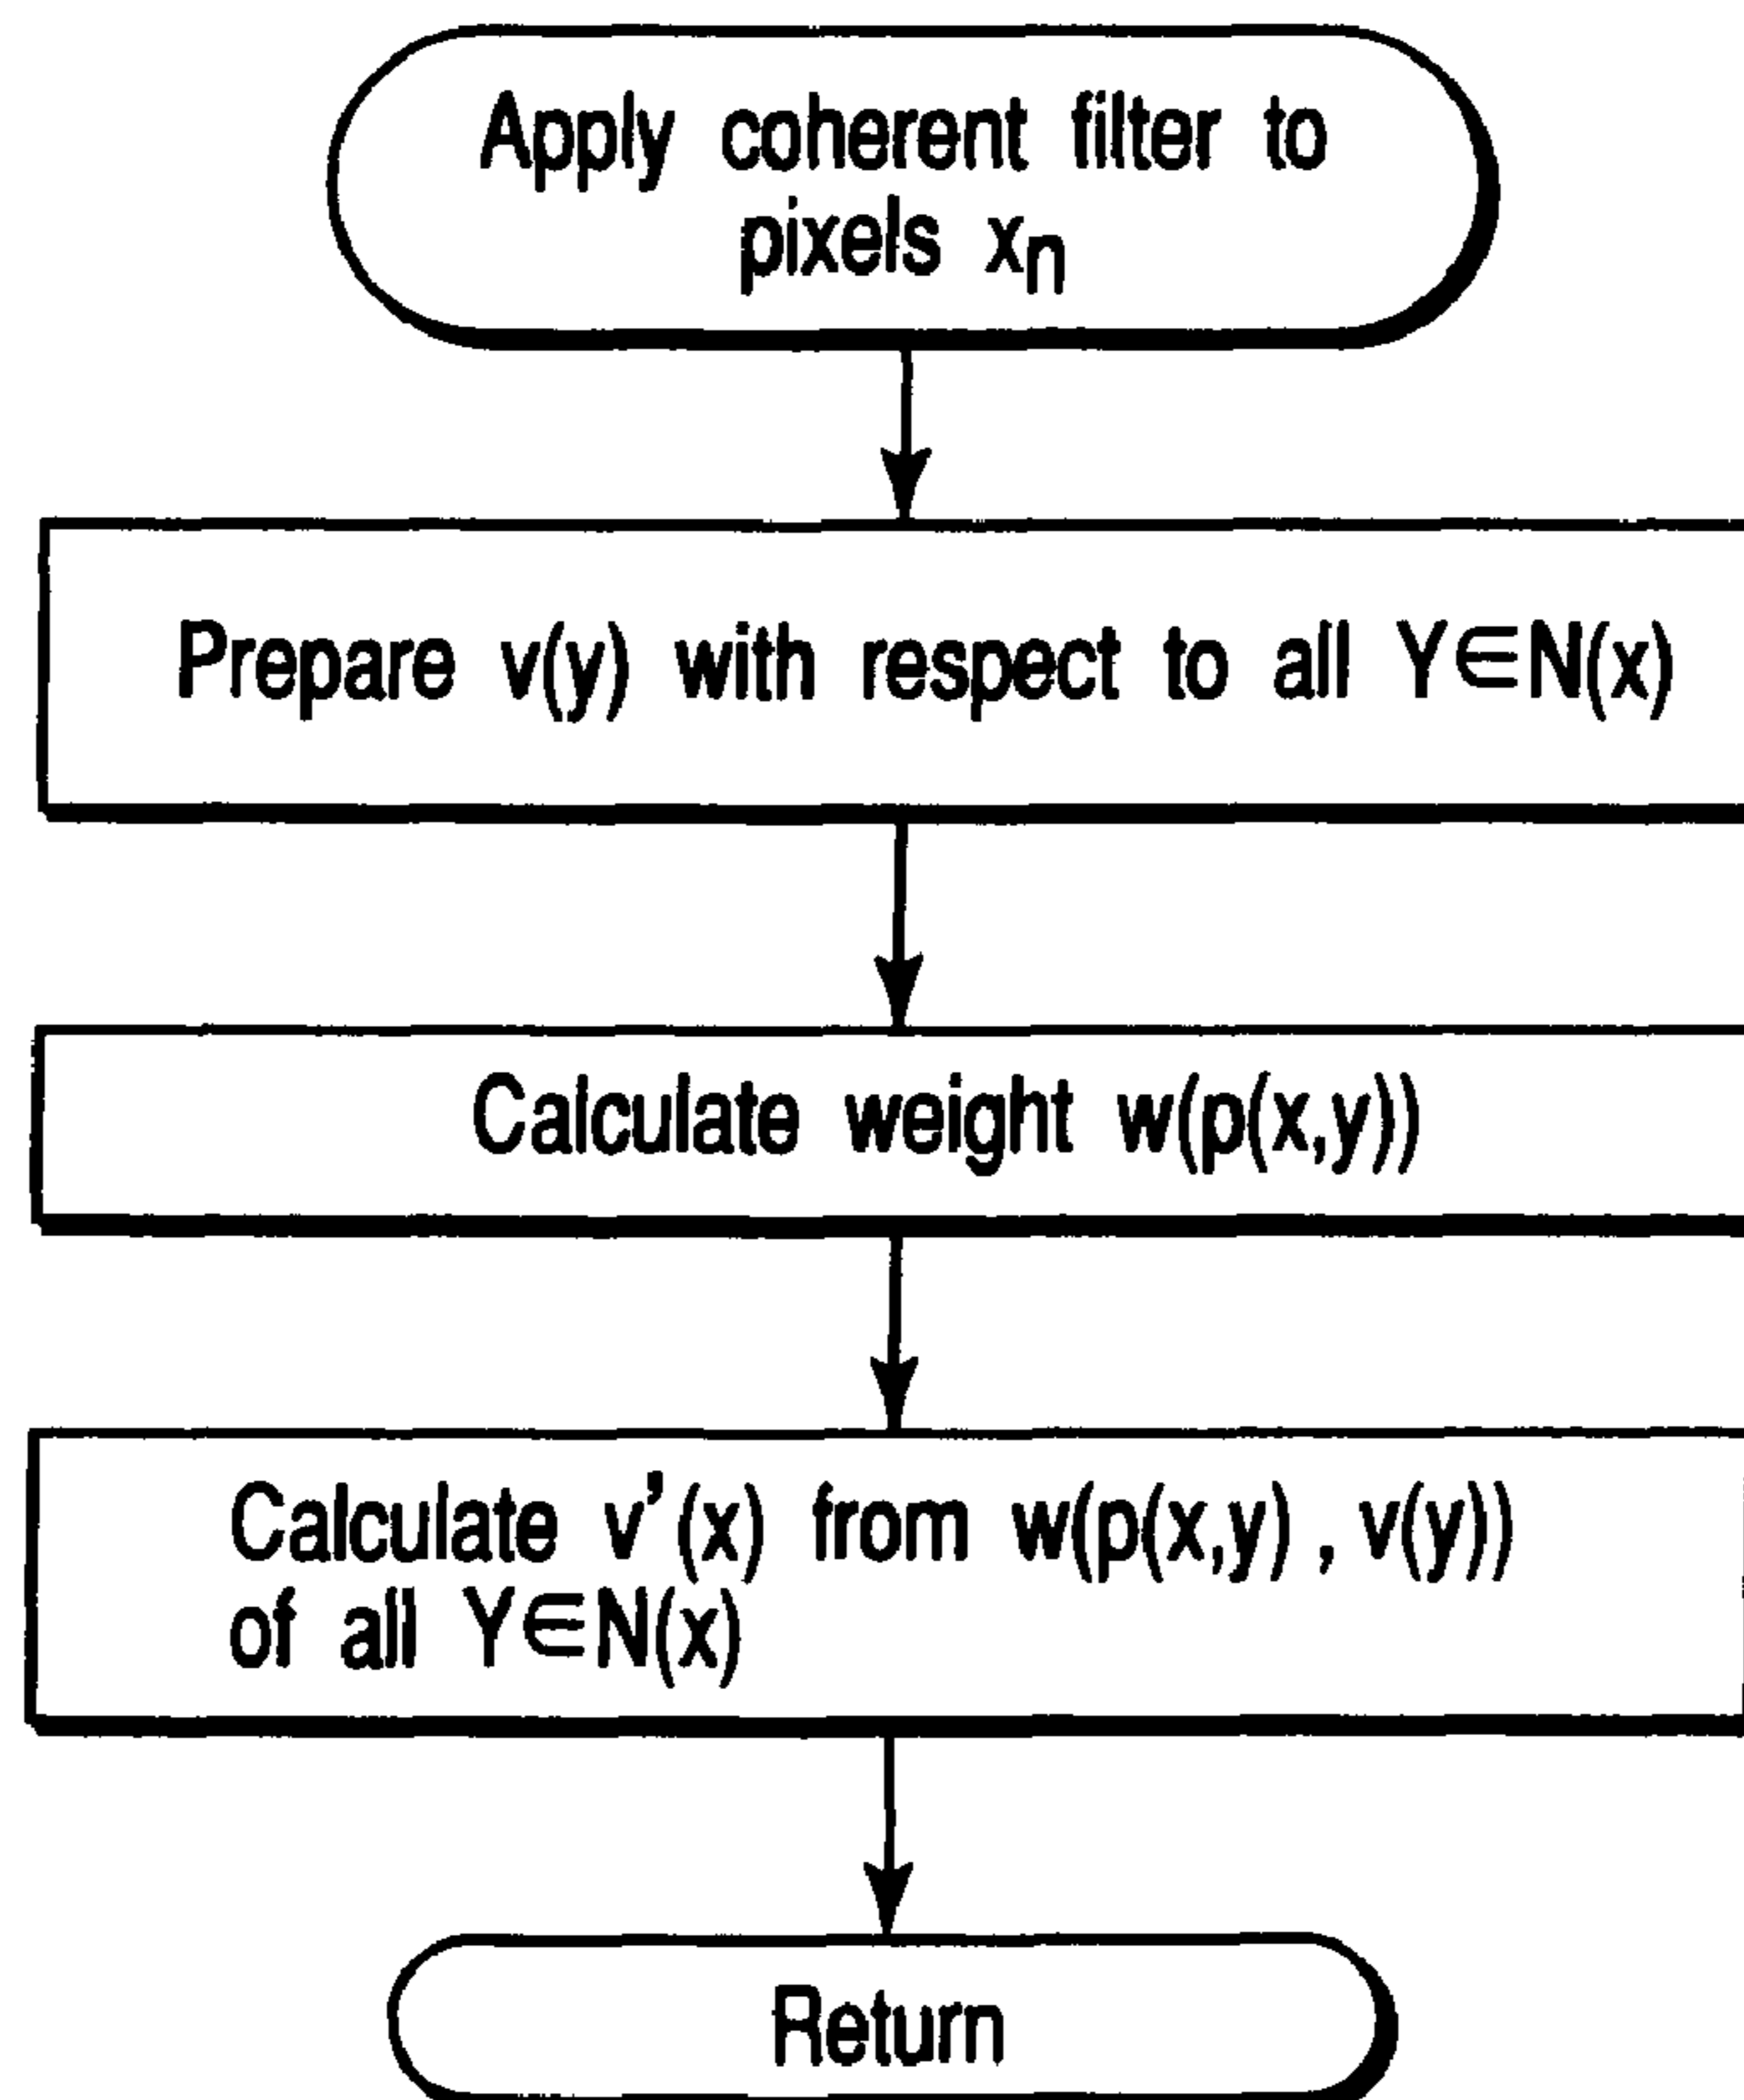 Apply coherent filter to
pixels xn
Prepare v(y) with respect to all Y∈N(x)
Calculate weight w(p(x,y))
Calculate v'(x) from w(p(x,y) , v(y))
of all Y∈N(x)
Return